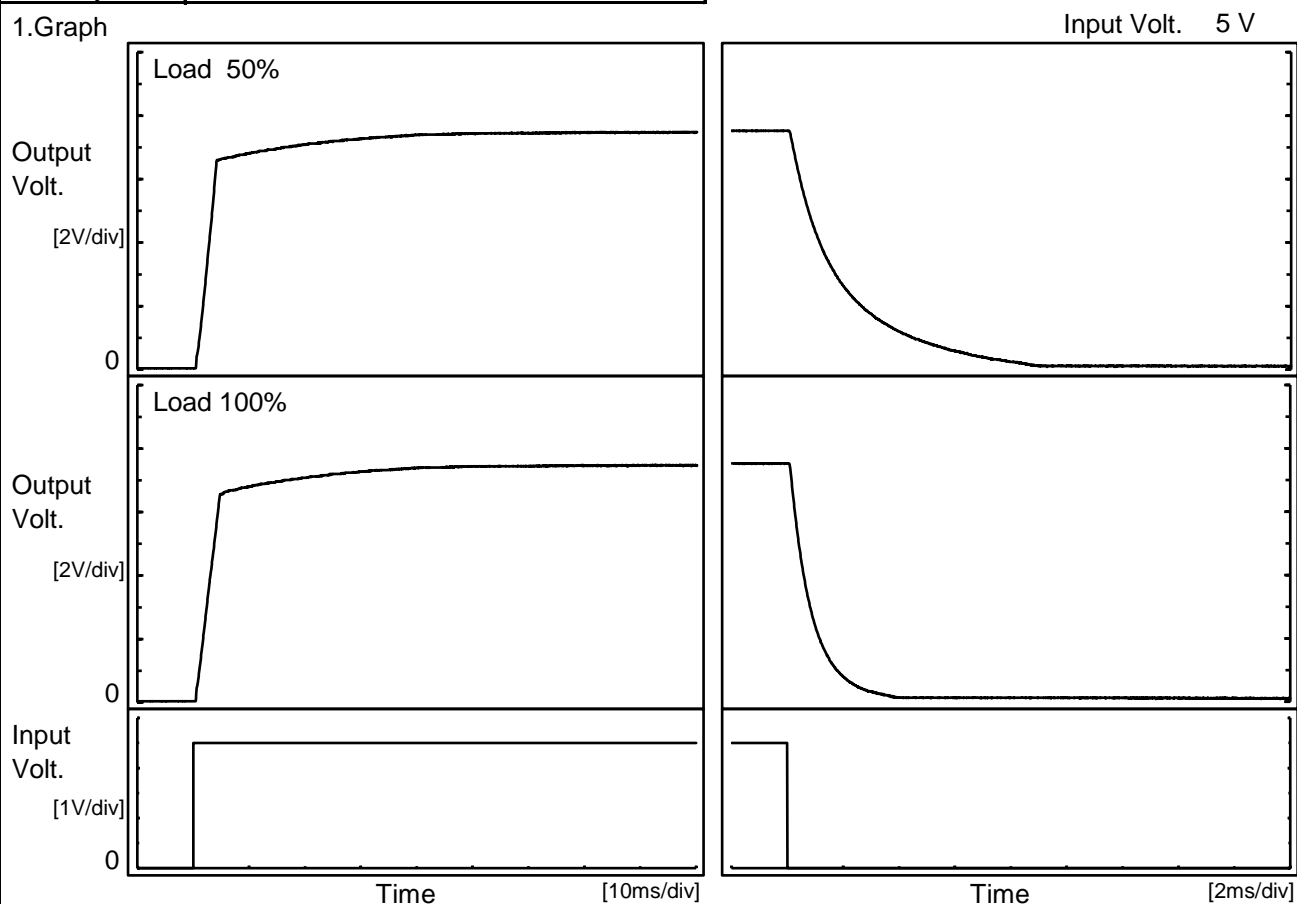 1.Graph
Input Volt. 5 V
Load 50%
Output
Volt.
[2V/div]
0
Load 100%
Output
Volt.
[2V/div]
0
Input
Volt.
[1V/div]
0
Time [10ms/div] Time [2ms/div]